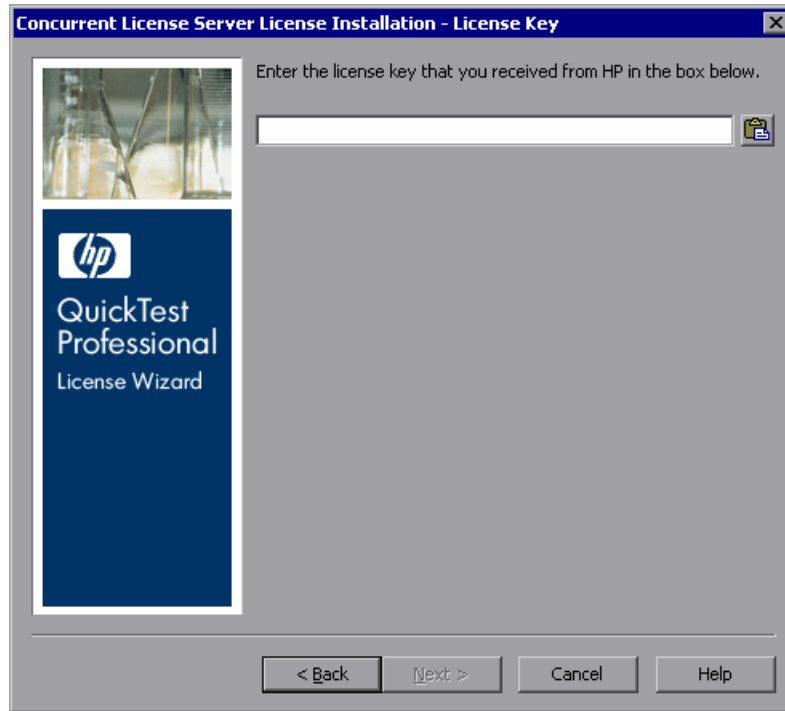 Concurrent License Server License Installation - License Key
Enter the license key that you received from HP in the box below.
hp
QuickTest
Professional
License Wizard
< Back
Next >
Cancel
Help